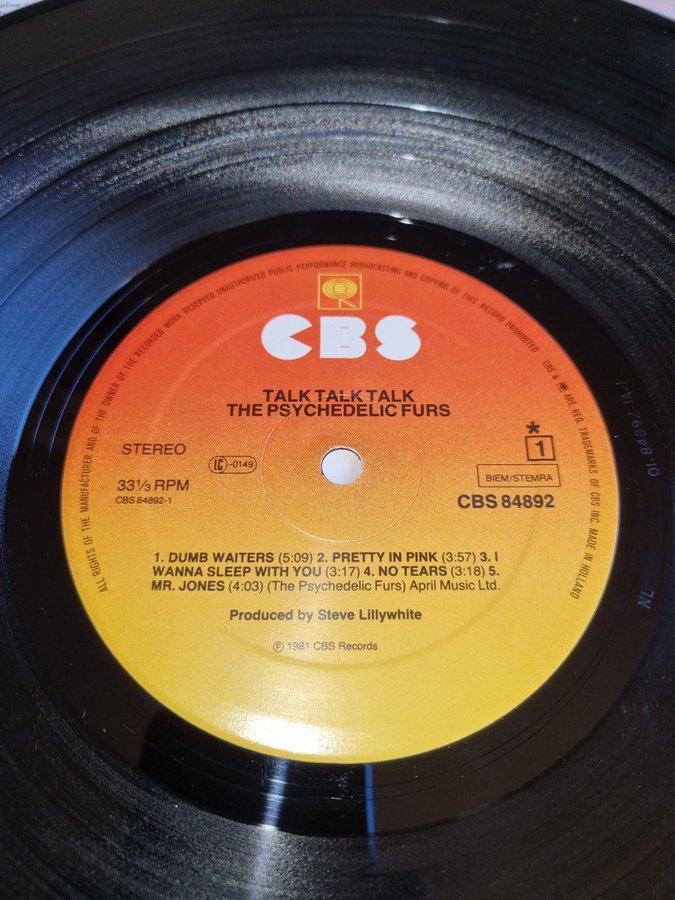 ALL RIGHTS OF THE MANUFACTURER AND OF THE OWNER OF THE RECORDED WORK RESERVED UNAUTHORIZED PUBLIC PERFORMANCE BROADCASTING AND COPYING OF THIS RECORD PROHIBITED · CBS & ARE REG. TRADEMARKS OF CBS INC. MADE IN HOLLAND
CBS
TALK TALK TALK
THE PSYCHEDELIC FURS
STEREO
LC-0149
33⅓ RPM
CBS 84892-1
*
1
BIEM/STEMRA
CBS 84892
1. DUMB WAITERS (5:09) 2. PRETTY IN PINK (3:57) 3. I
WANNA SLEEP WITH YOU (3:17) 4. NO TEARS (3:18) 5.
MR. JONES (4:03) (The Psychedelic Furs) April Music Ltd.
Produced by Steve Lillywhite
℗ 1981 CBS Records
01-84892